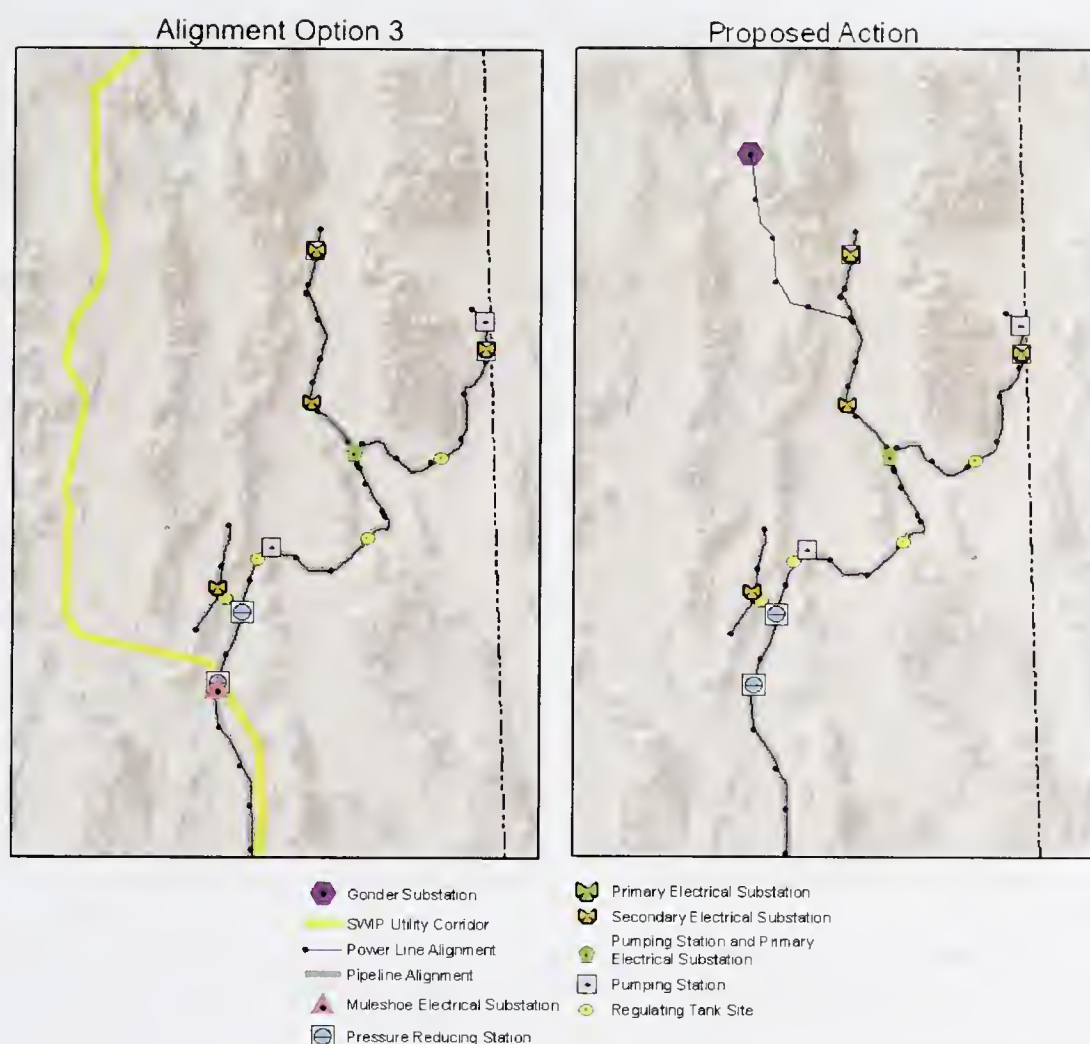 Alignment Option 3
Proposed Action
Gonder Substation
SWIP Utility Corridor
Power Line Alignment
Pipeline Alignment
Muleshoe Electrical Substation
Pressure Reducing Station
Primary Electrical Substation
Secondary Electrical Substation
Pumping Station and Primary
Electrical Substation
Pumping Station
Regulating Tank Site